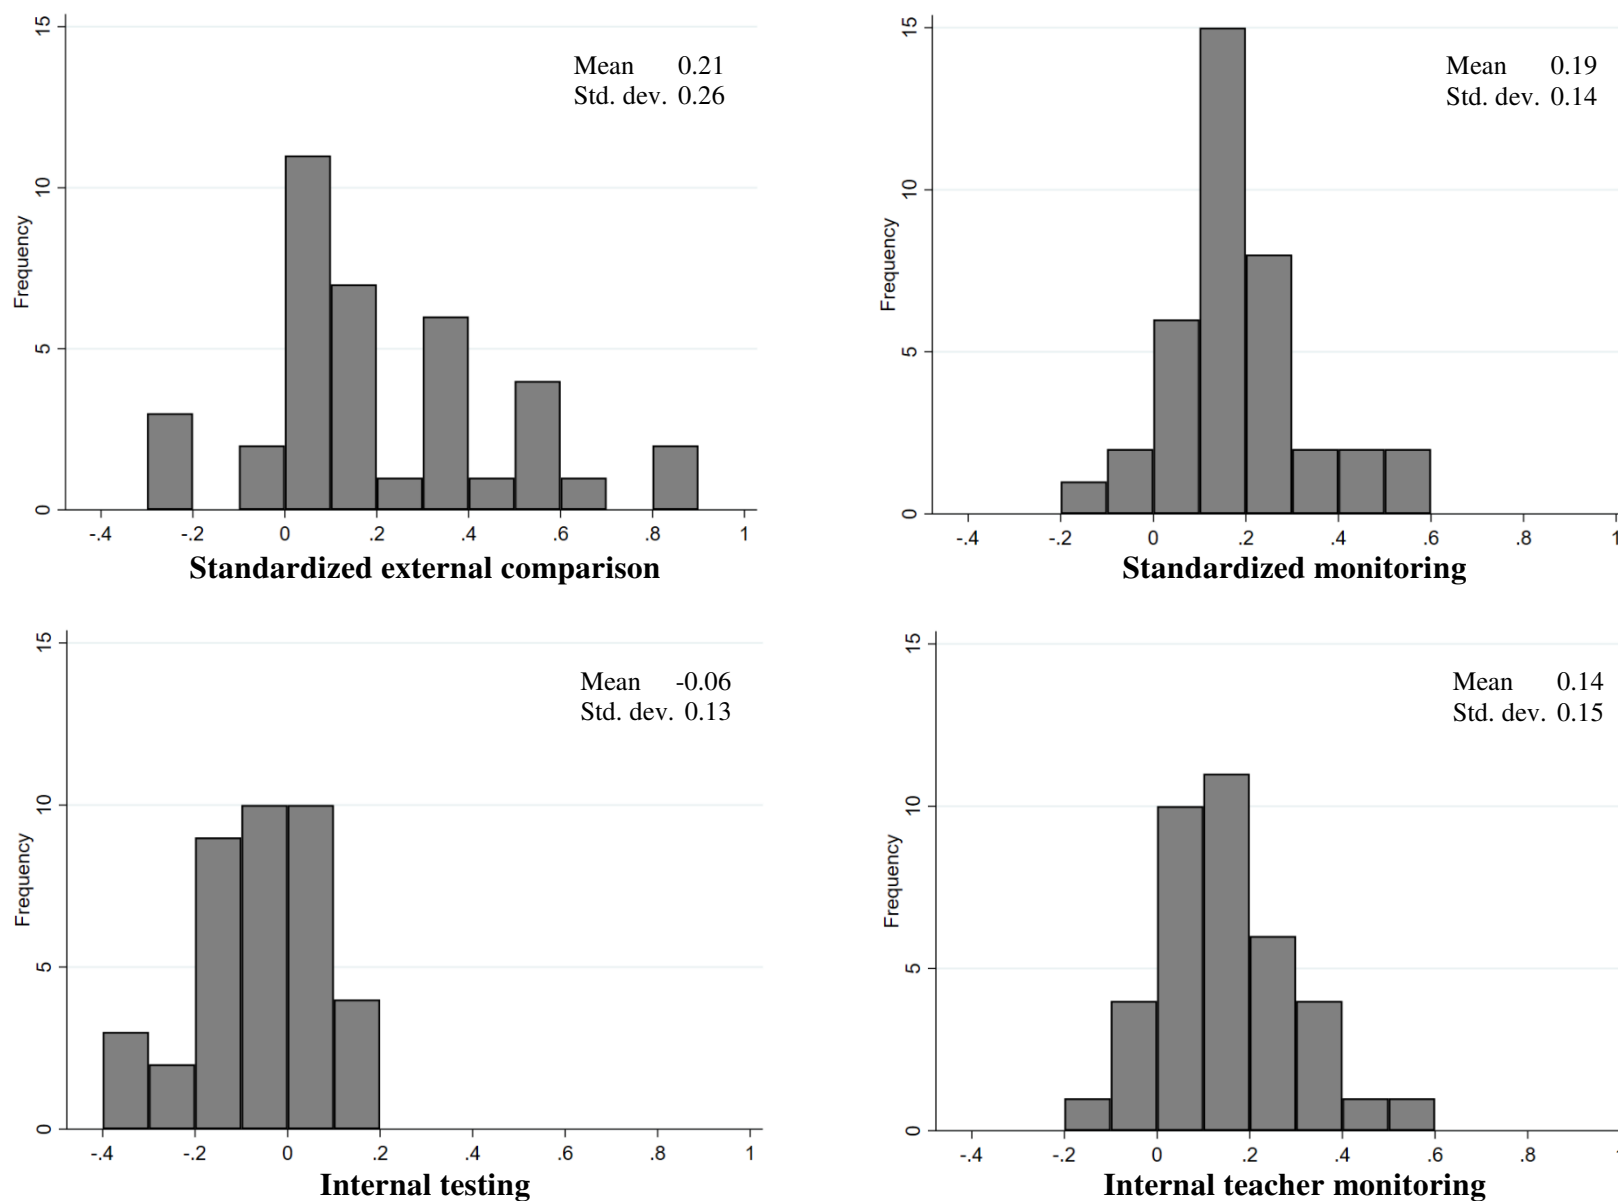 15
10
5
0
Frequency
Mean 0.21
Std. dev. 0.26
-.4 -.2 0 .2 .4 .6 .8 1
Standardized external comparison
15
10
5
0
Frequency
Mean 0.19
Std. dev. 0.14
-.4 -.2 0 .2 .4 .6 .8 1
Standardized monitoring
15
10
5
0
Frequency
Mean -0.06
Std. dev. 0.13
-.4 -.2 0 .2 .4 .6 .8 1
Internal testing
15
10
5
0
Frequency
Mean 0.14
Std. dev. 0.15
-.4 -.2 0 .2 .4 .6 .8 1
Internal teacher monitoring